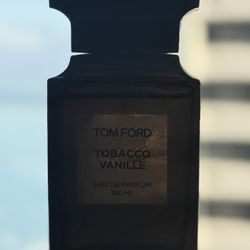 TOM FORD
TOBACCO
VANILLE
EAU DE PARFUM
100 ML